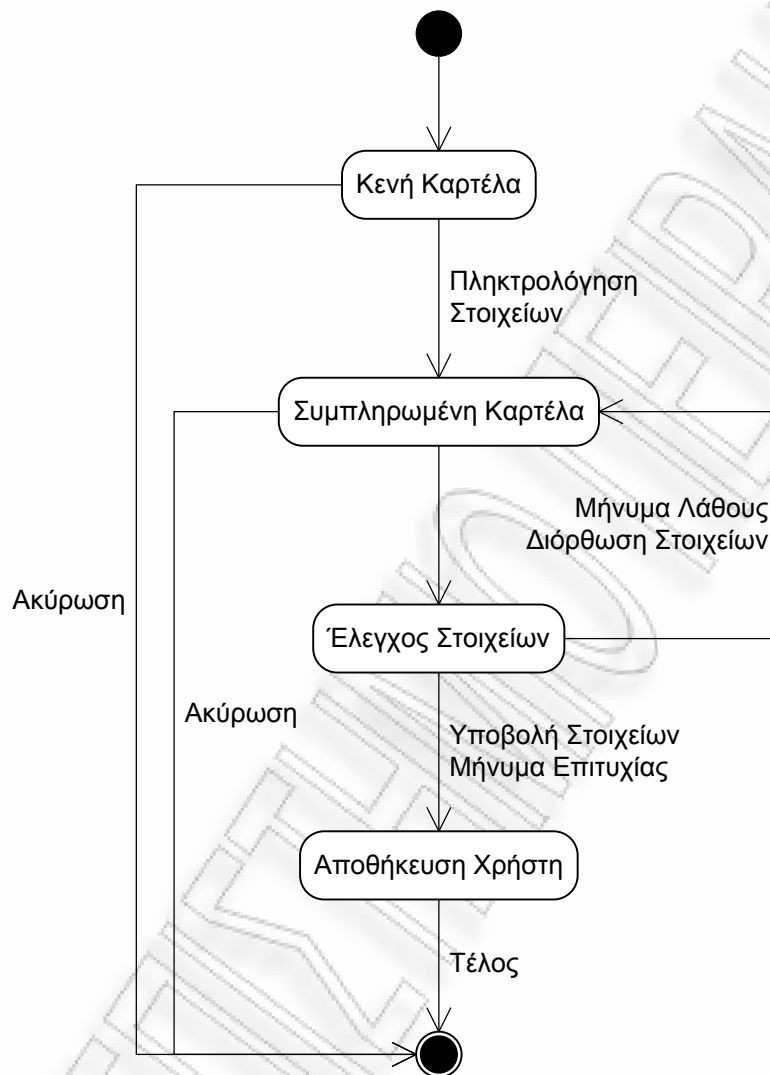 Κενή Καρτέλα
Πληκτρολόγηση
Στοιχείων
Συμπληρωμένη Καρτέλα
Μήνυμα Λάθους
Διόρθωση Στοιχείων
Ακύρωση
Έλεγχος Στοιχείων
Ακύρωση
Υποβολή Στοιχείων
Μήνυμα Επιτυχίας
Αποθήκευση Χρήστη
Τέλος